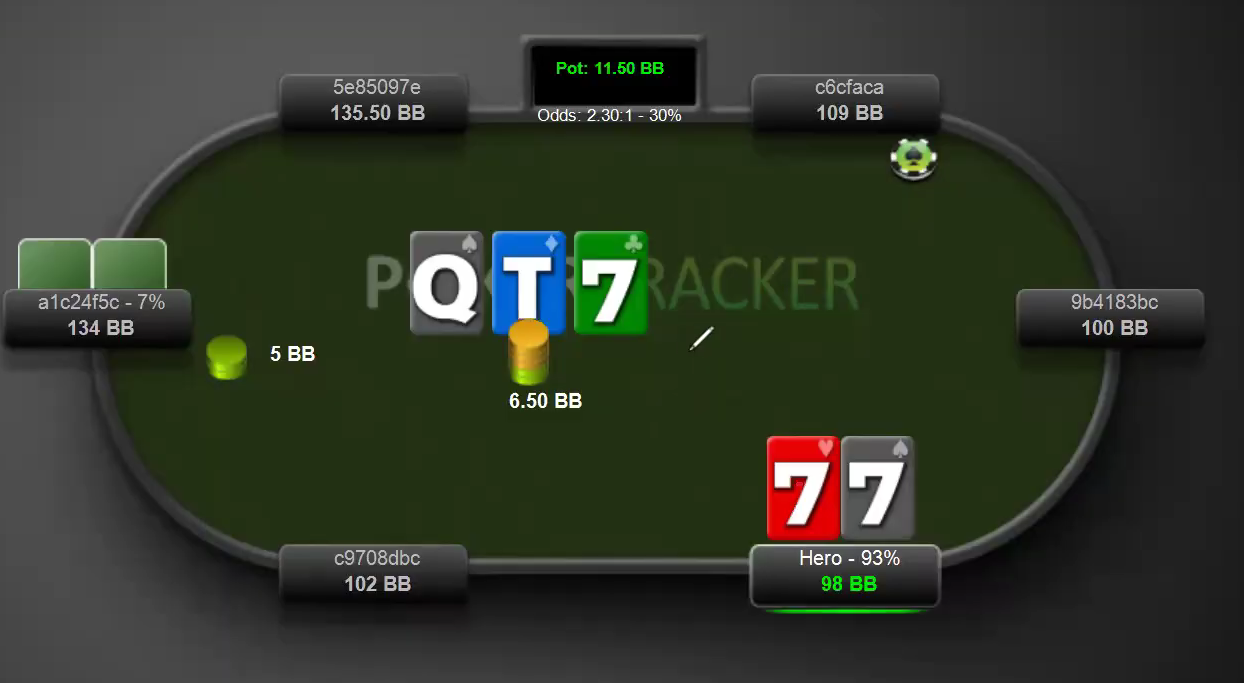 Pot: 11.50 BB
Odds: 2.30:1 - 30%
5e85097e
135.50 BB
c6cfaca
109 BB
a1c24f5c - 7%
134 BB
5 BB
Q T 7
RACKER
6.50 BB
9b4183bc
100 BB
7 7
c9708dbc
102 BB
Hero - 93%
98 BB